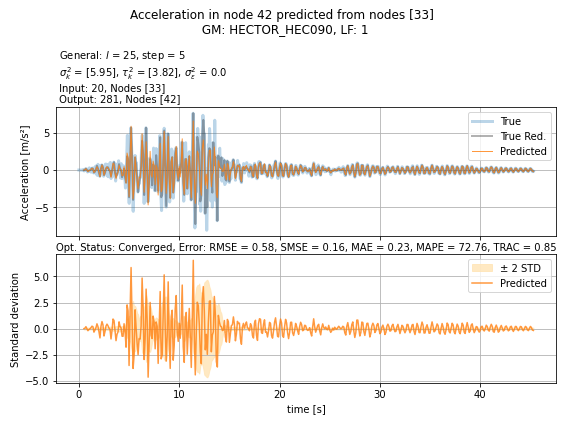 Acceleration in node 42 predicted from nodes [33]
GM: HECTOR_HEC090, LF: 1
General: l = 25, step = 5
σ²ₖ = [5.95], τ²ₖ = [3.82], σ²ε = 0.0
Input: 20, Nodes [33]
Output: 281, Nodes [42]
Acceleration [m/s²]
5
0
−5
True
True Red.
Predicted
Opt. Status: Converged, Error: RMSE = 0.58, SMSE = 0.16, MAE = 0.23, MAPE = 72.76, TRAC = 0.85
Standard deviation
5.0
2.5
0.0
−2.5
−5.0
± 2 STD
Predicted
0 10 20 30 40
time [s]